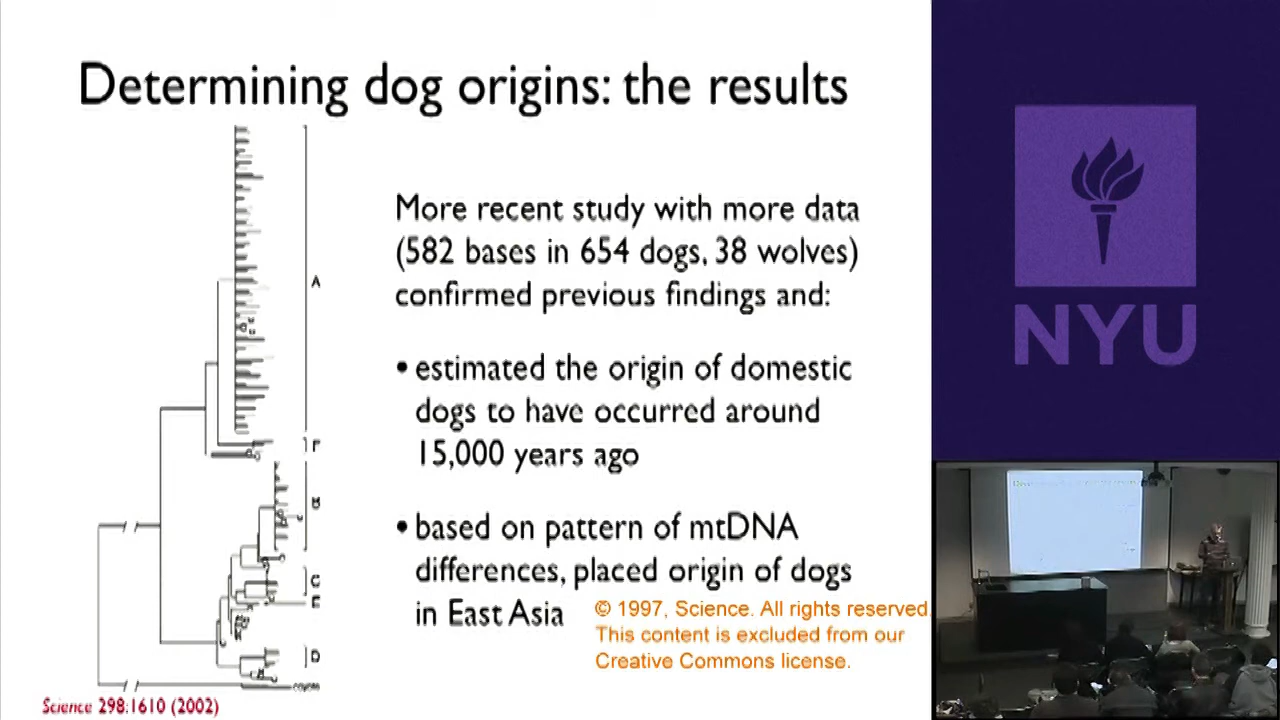 Determining dog origins: the results
A
F
B
C
E
D
coyote
More recent study with more data
(582 bases in 654 dogs, 38 wolves)
confirmed previous findings and:
• estimated the origin of domestic
dogs to have occurred around
15,000 years ago
• based on pattern of mtDNA
differences, placed origin of dogs
in East Asia
© 1997, Science. All rights reserved.
This content is excluded from our
Creative Commons license.
Science 298:1610 (2002)
NYU